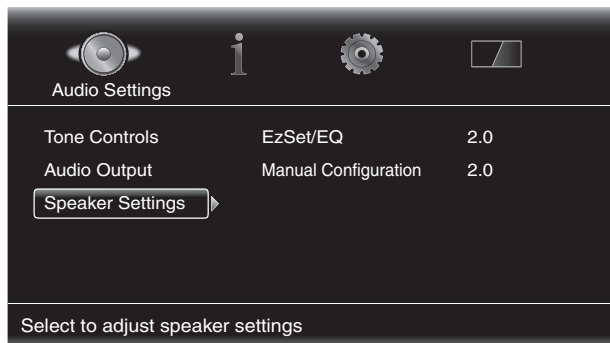 Audio Settings
Tone Controls EzSet/EQ 2.0
Audio Output Manual Configuration 2.0
Speaker Settings
Select to adjust speaker settings